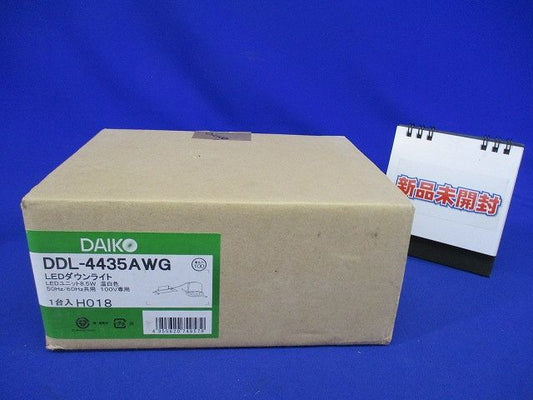 DAIKO
DDL-4435AWG
LEDダウンライト
LEDユニット8.5W 温白色
50Hz/60Hz共用 100V専用
1台入 H018
新品未開封